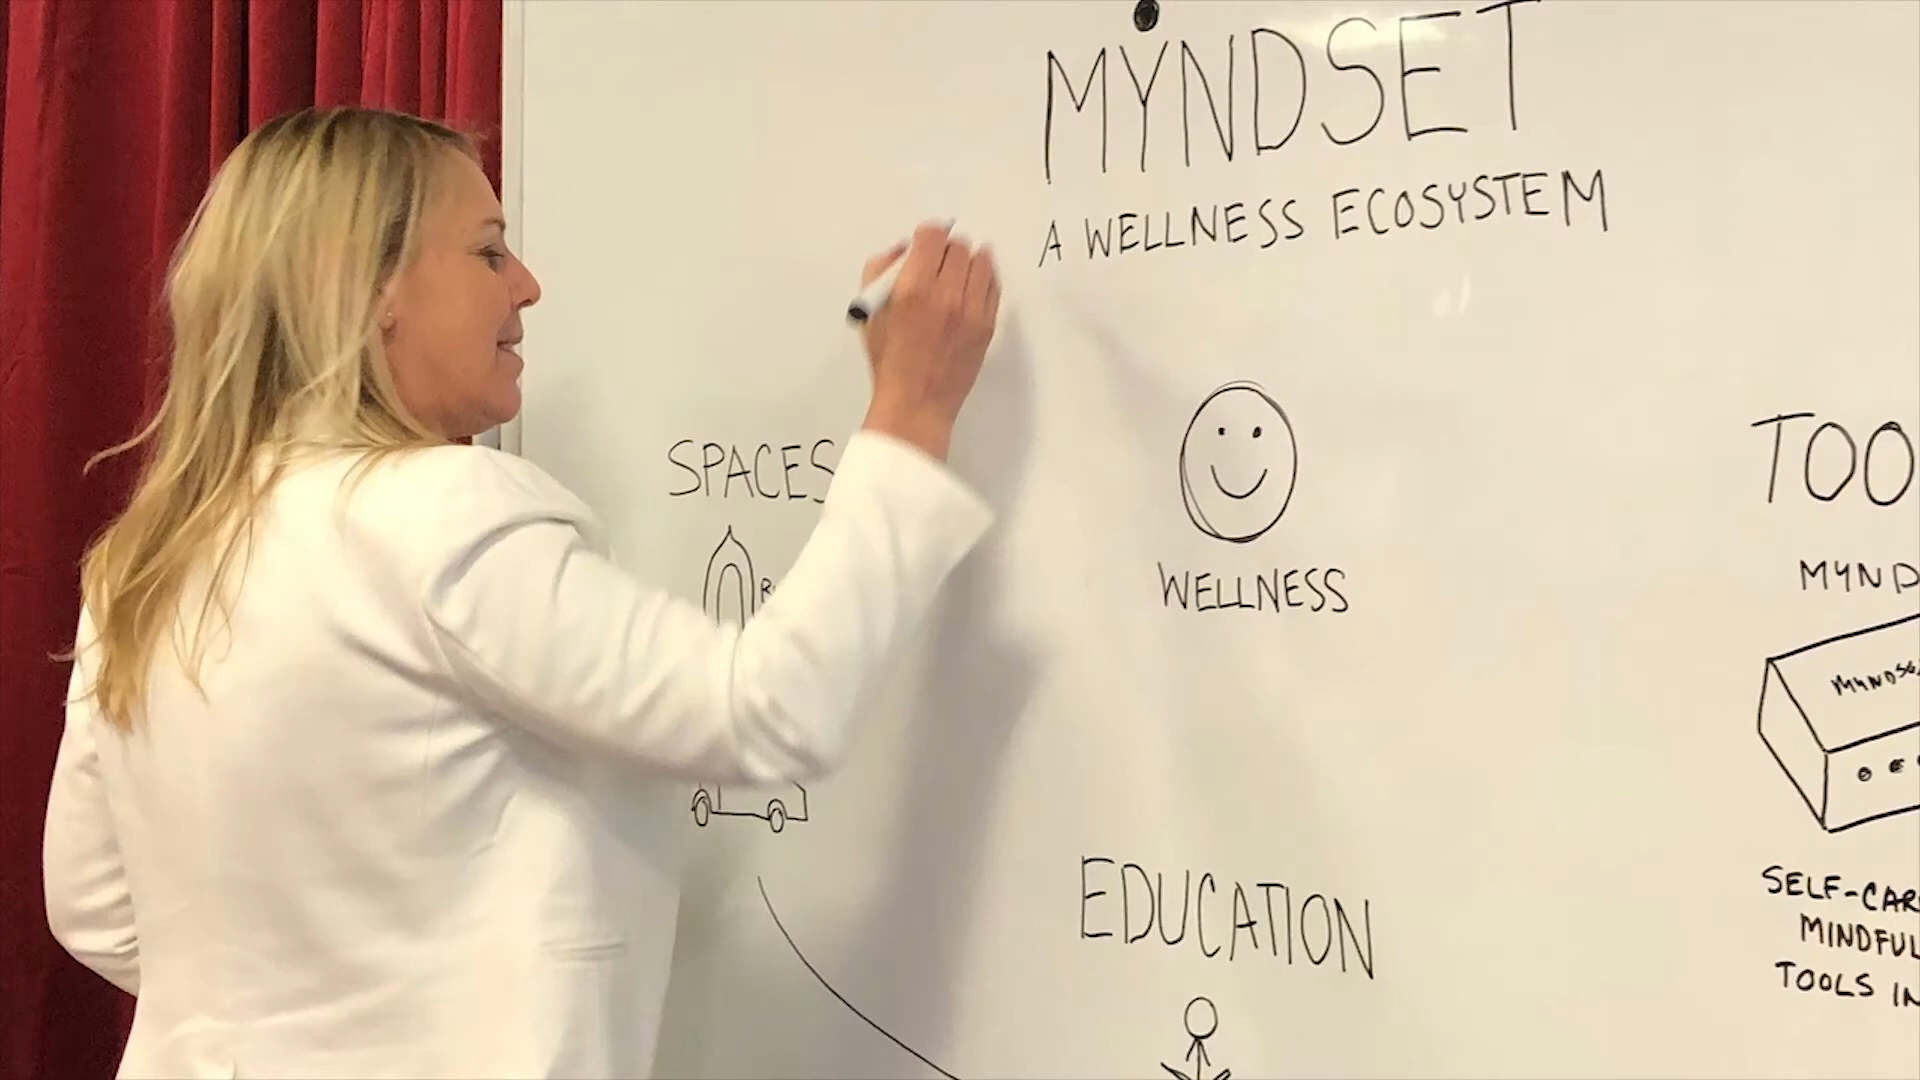 MYNDSET
A WELLNESS ECOSYSTEM
SPACES
TOO
WELLNESS
MYND
EDUCATION
SELF-CAR
MINDFUL
TOOLS IN